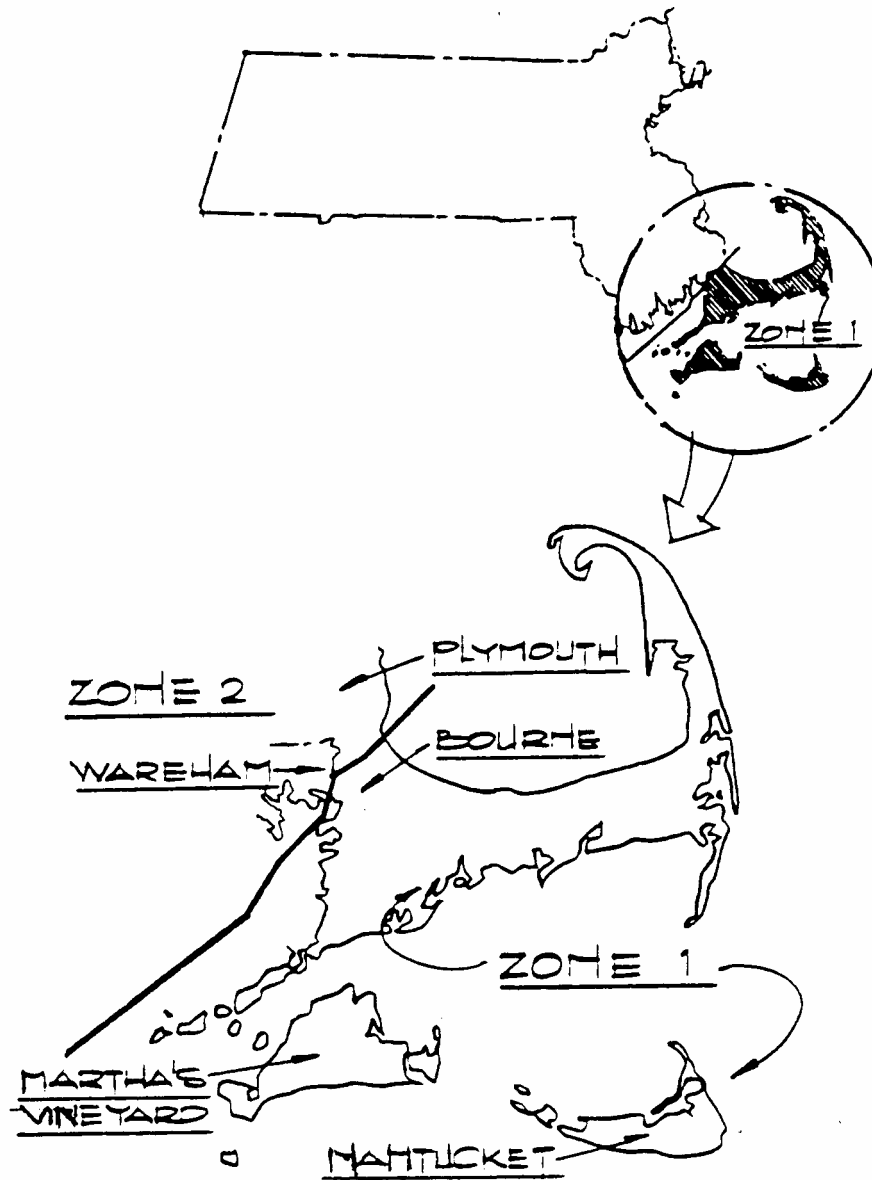 ZONE 1
PLYMOUTH
ZONE 2
BOURNE
WAREHAM
ZONE 1
MARTHA'S
VINEYARD
NANTUCKET